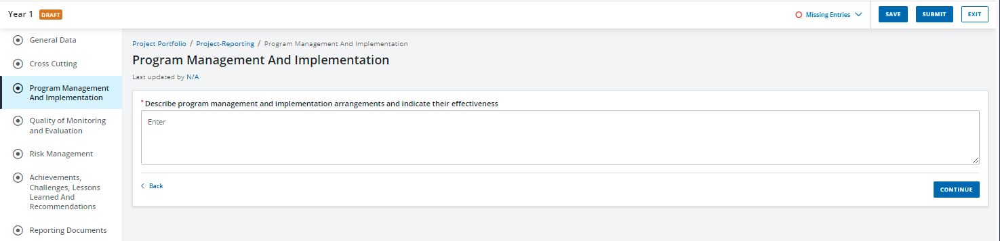 Year 1 DRAFT
Missing Entries
SAVE
SUBMIT
EXIT
General Data
Cross Cutting
Program Management
And Implementation
Quality of Monitoring
and Evaluation
Risk Management
Achievements,
Challenges, Lessons
Learned And
Recommendations
Reporting Documents
Project Portfolio / Project-Reporting / Program Management And Implementation
Program Management And Implementation
Last updated by N/A
* Describe program management and implementation arrangements and indicate their effectiveness
Enter
Back
CONTINUE